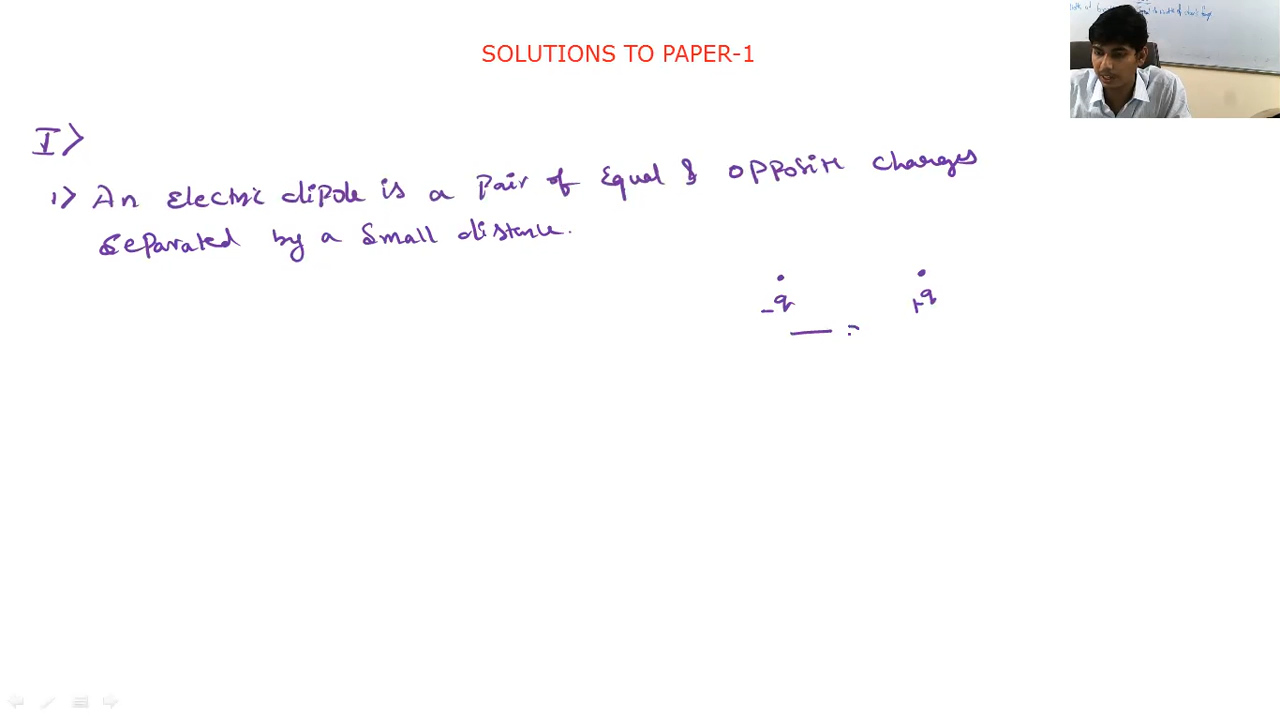 SOLUTIONS TO PAPER-1
I>
1> An Electric dipole is a Pair of Equal & opposite charges
Separated by a Small distance.
-q +q